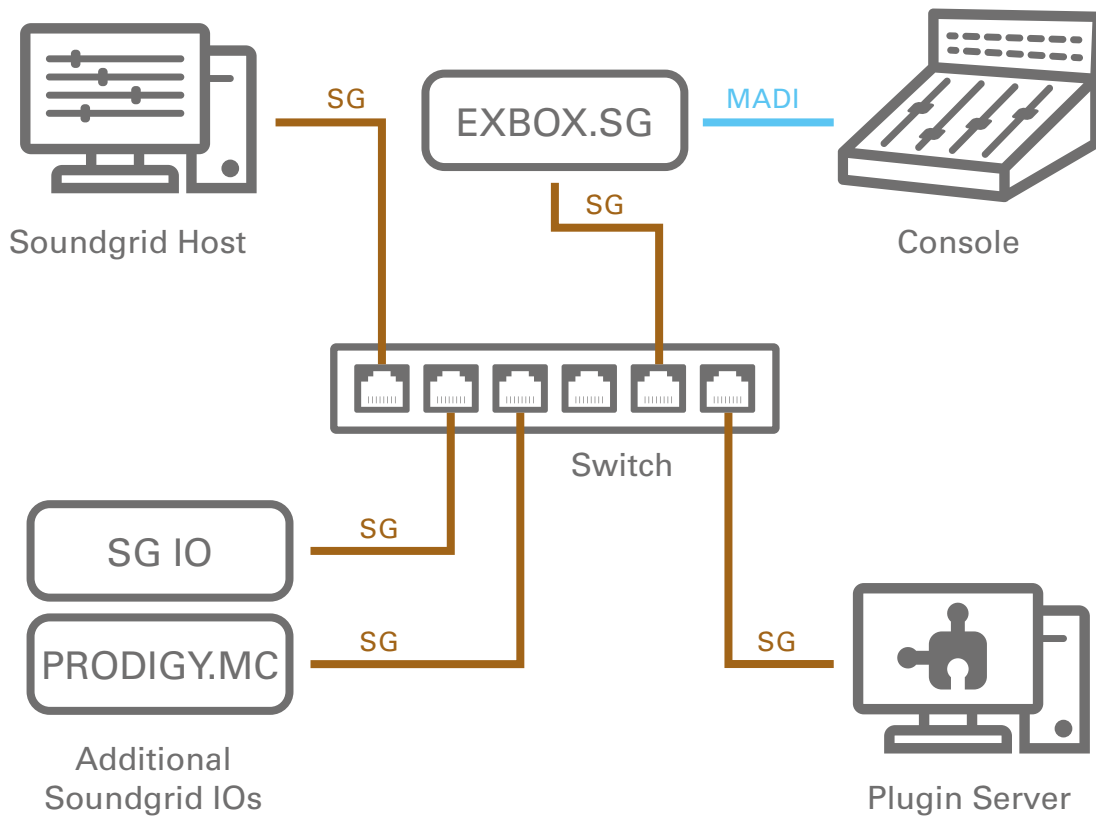 SG
EXBOX.SG
MADI
SG
Soundgrid Host
Console
Switch
SG IO
SG
PRODIGY.MC
SG
SG
Additional
Soundgrid IOs
Plugin Server